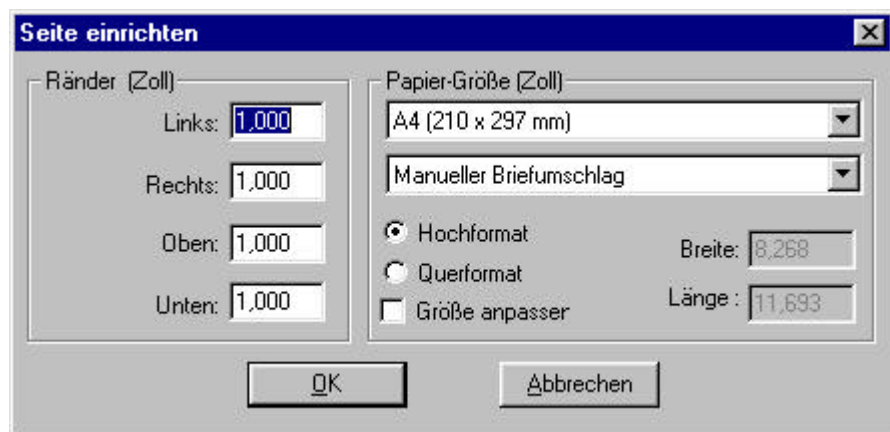 Seite einrichten
Ränder (Zoll)
Links: 1,000
Rechts: 1,000
Oben: 1,000
Unten: 1,000
Papier-Größe (Zoll)
A4 (210 x 297 mm)
Manueller Briefumschlag
Hochformat
Querformat
Größe anpasser
Breite: 8,268
Länge : 11,693
OK
Abbrechen